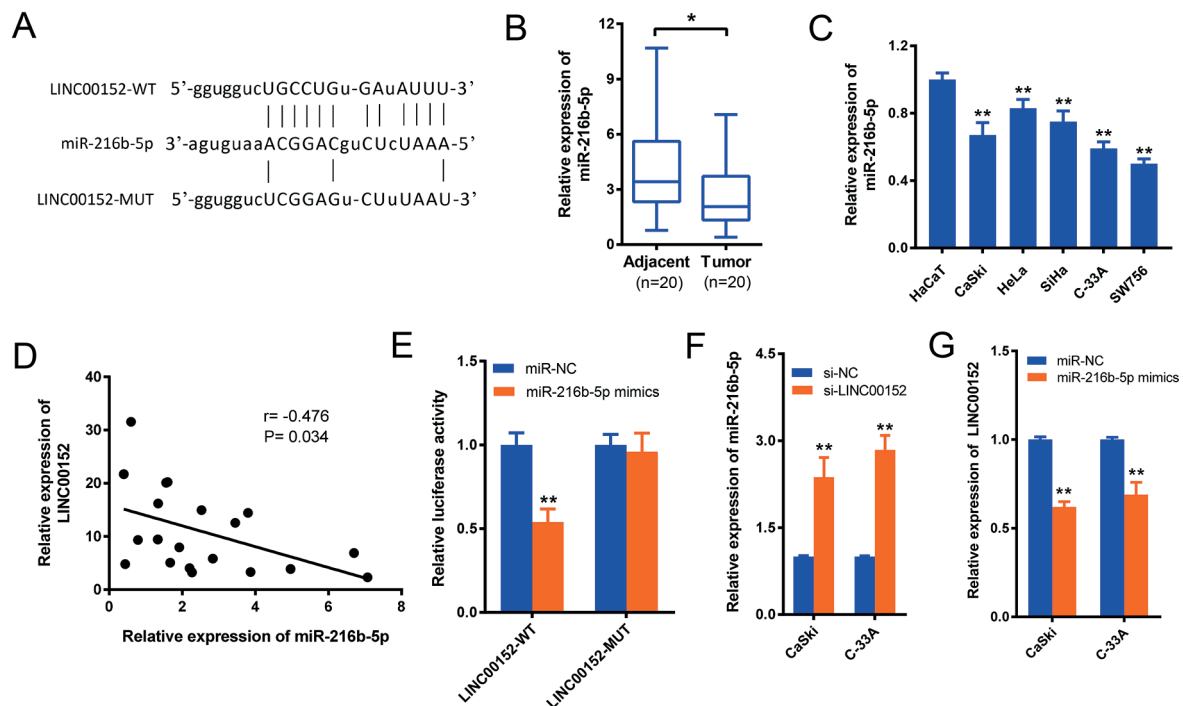 A
LINC00152-WT 5’-gguggucUGCCUGu-GAuAUUU-3’
miR-216b-5p 3’-aguguaaACGGACguCUcUAAA-5’
LINC00152-MUT 5’-gguggucUCGGAGu-CUuUAAU-3’
B
Relative expression of
miR-216b-5p
12
9
6
3
0
*
Adjacent Tumor
(n=20) (n=20)
C
Relative expression of
miR-216b-5p
1.2
0.8
0.4
0.0
** ** ** ** **
HaCaT CaSki HeLa SiHa C-33A SW756
D
Relative expression of
LINC00152
40
30
20
10
0
r= -0.476
P= 0.034
0 2 4 6 8
Relative expression of miR-216b-5p
E
Relative luciferase activity
miR-NC
miR-216b-5p mimics
1.5
1.0
0.5
0.0
**
LINC00152-WT LINC00152-MUT
F
Relative expression of miR-216b-5p
si-NC
si-LINC00152
4.5
3.0
1.5
0.0
** **
CaSki C-33A
G
Relative expression of LINC00152
miR-NC
miR-216b-5p mimics
1.5
1.0
0.5
0.0
** **
CaSki C-33A